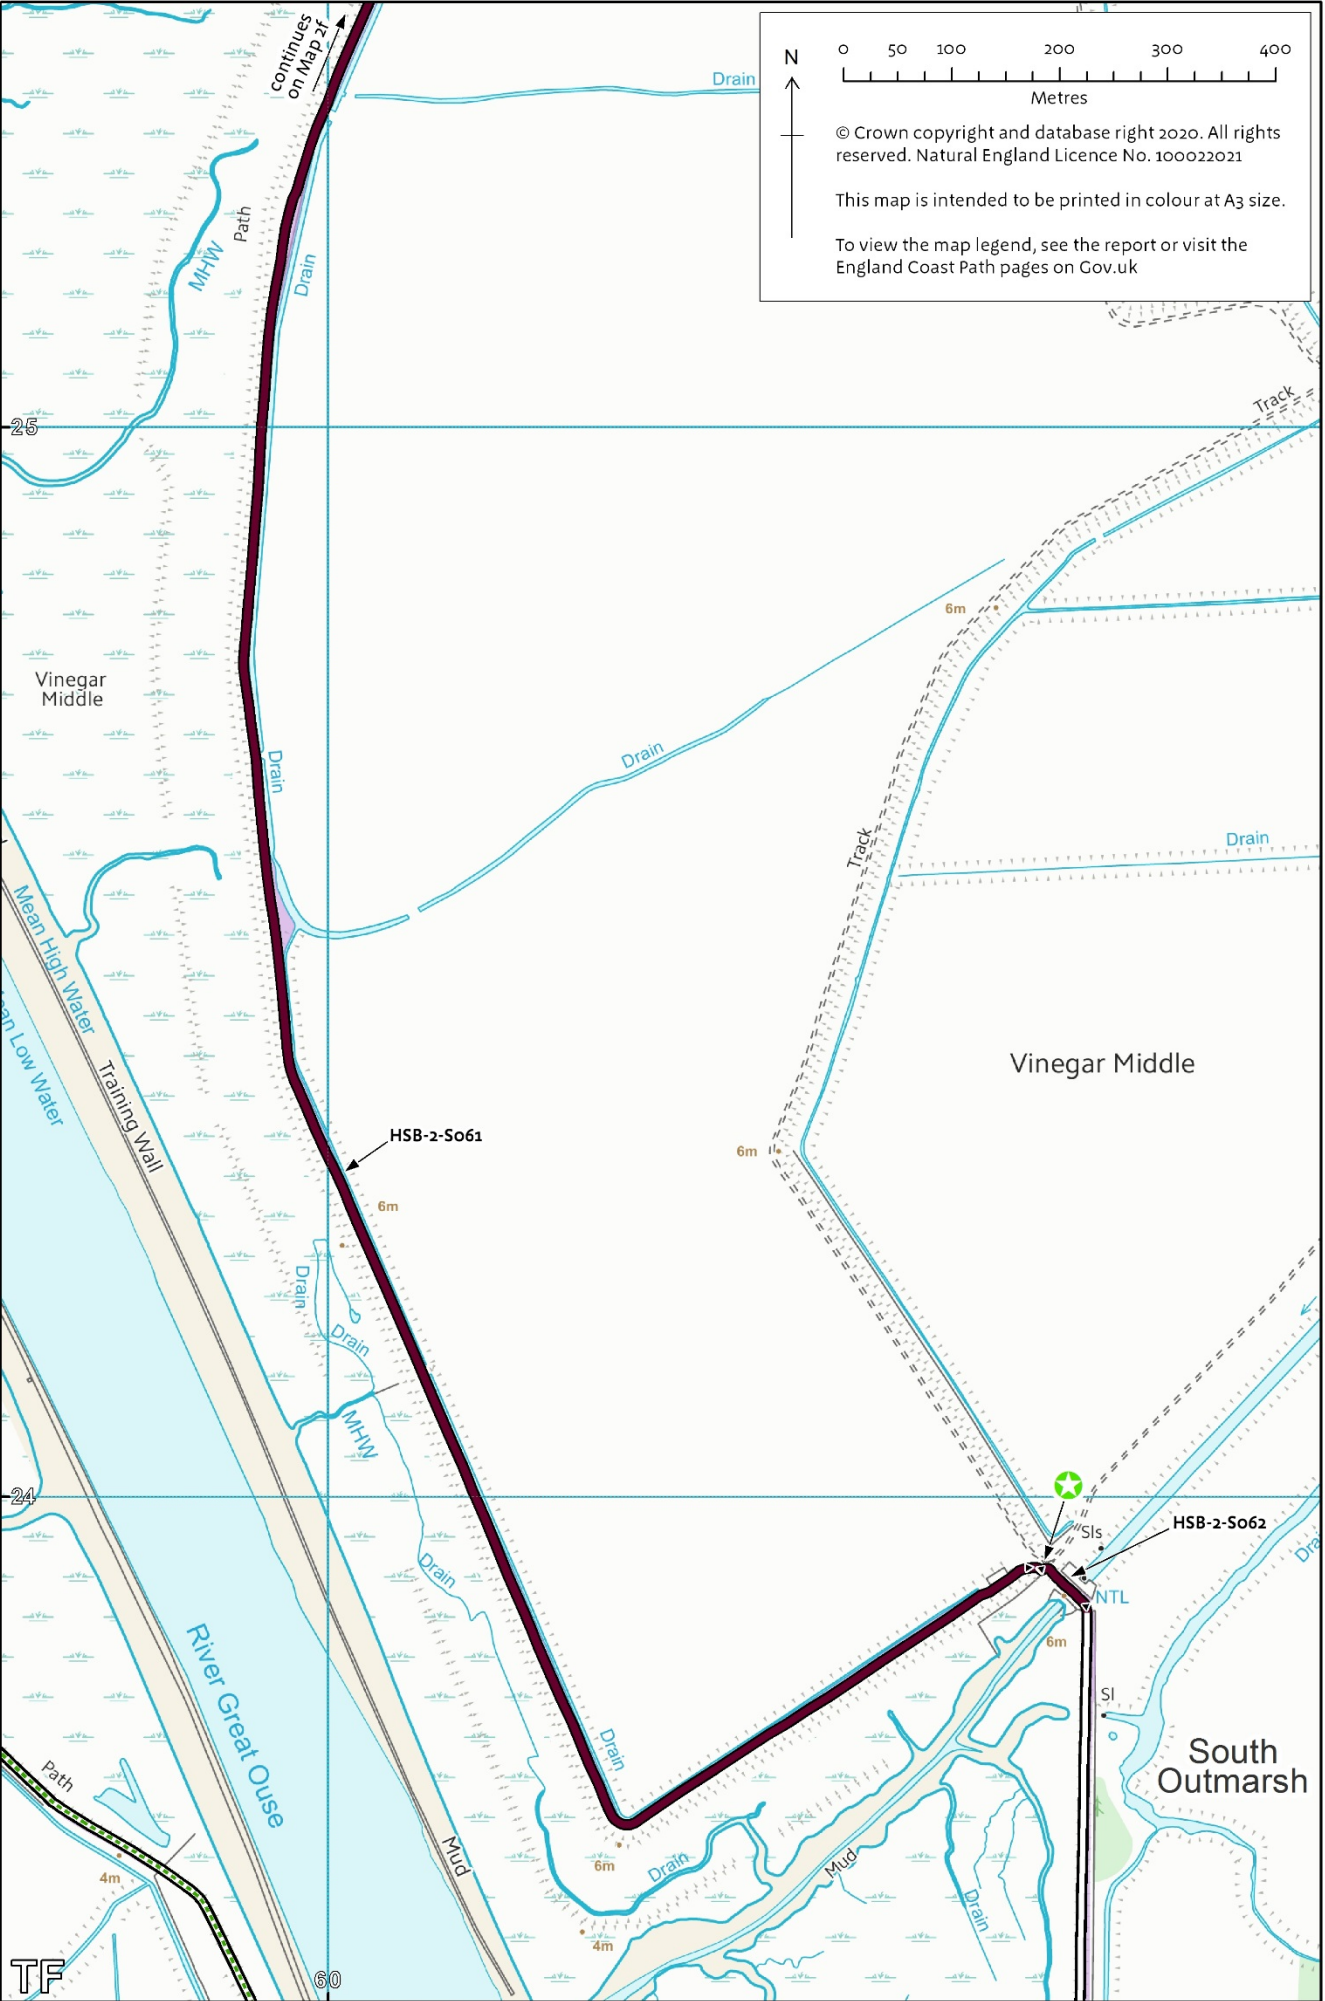 continues
on Map 2f
N
0 50 100 200 300 400
Metres
© Crown copyright and database right 2020. All rights
reserved. Natural England Licence No. 100022021
This map is intended to be printed in colour at A3 size.
To view the map legend, see the report or visit the
England Coast Path pages on Gov.uk
Drain
Path
MHW
Drain
Track
25
6m
Vinegar
Middle
Drain
Drain
Track
Drain
Mean High Water
Low Water
Training Wall
Vinegar Middle
HSB-2-S061
6m
6m
Drain
Drain
MHW
24
Sls
HSB-2-S062
NTL
Drain
6m
River Great Ouse
Sl
Drain
South
Outmarsh
Path
Mud
6m
Drain
Mud
4m
Drain
4m
TF
60